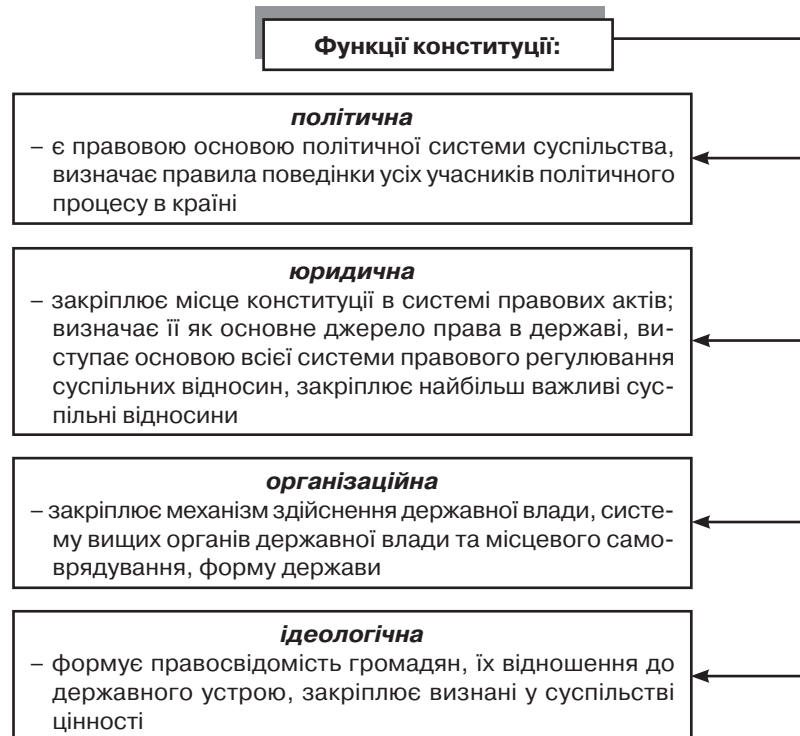 Функції конституції:
політична
– є правовою основою політичної системи суспільства,
визначає правила поведінки усіх учасників політичного
процесу в країні
юридична
– закріплює місце конституції в системі правових актів;
визначає її як основне джерело права в державі, ви-
ступає основою всієї системи правового регулювання
суспільних відносин, закріплює найбільш важливі сус-
пільні відносини
організаційна
– закріплює механізм здійснення державної влади, систе-
му вищих органів державної влади та місцевого само-
врядування, форму держави
ідеологічна
– формує правосвідомість громадян, їх відношення до
державного устрою, закріплює визнані у суспільстві
цінності